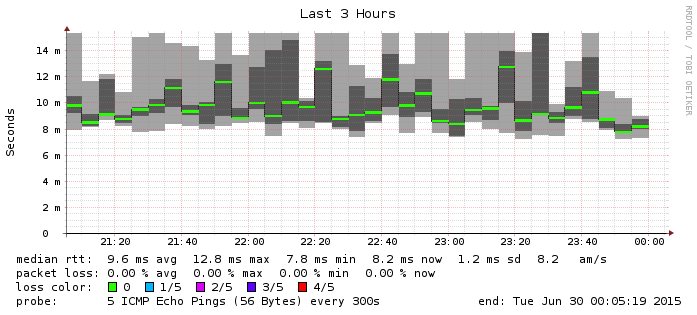 Last 3 Hours
RRDTOOL / TOBI OETIKER
Seconds
14 m
12 m
10 m
8 m
6 m
4 m
2 m
0
21:20 21:40 22:00 22:20 22:40 23:00 23:20 23:40 00:00
median rtt: 9.6 ms avg 12.8 ms max 7.8 ms min 8.2 ms now 1.2 ms sd 8.2 am/s
packet loss: 0.00 % avg 0.00 % max 0.00 % min 0.00 % now
loss color: 0 1/5 2/5 3/5 4/5
probe: 5 ICMP Echo Pings (56 Bytes) every 300s end: Tue Jun 30 00:05:19 2015